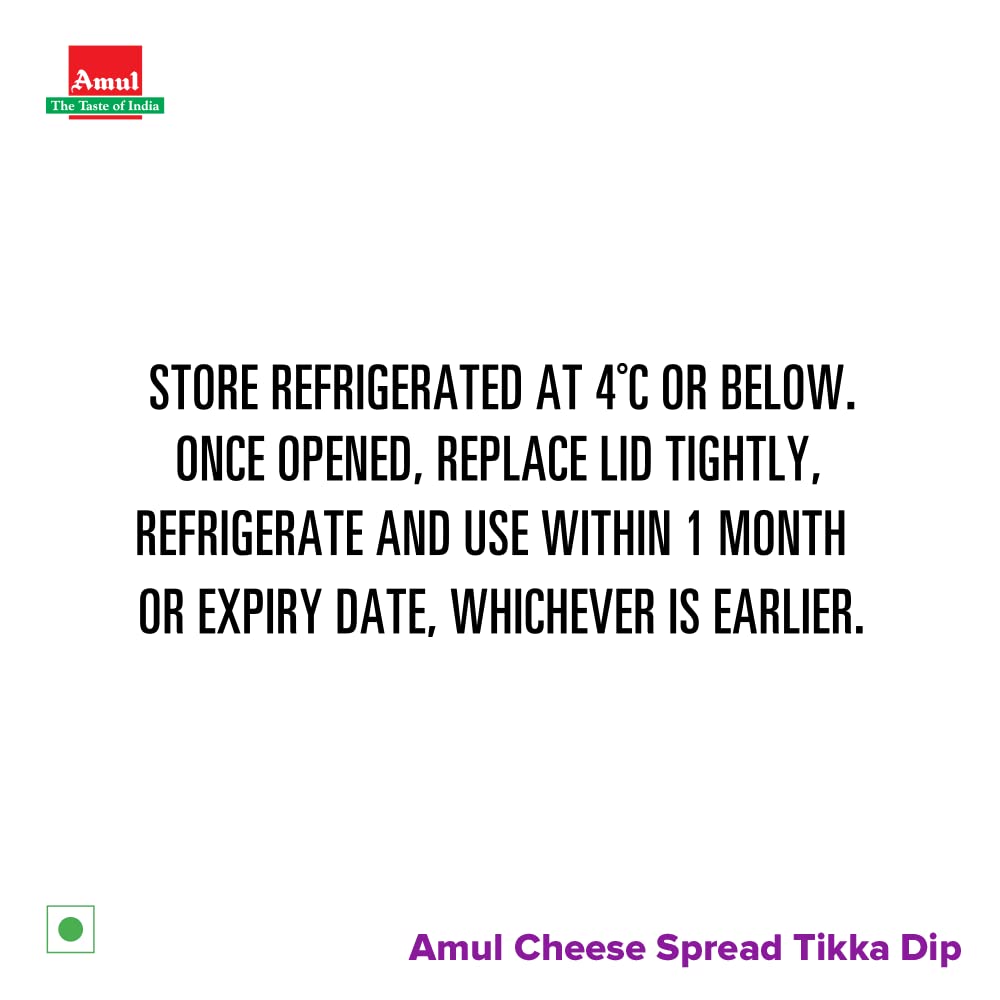 Amul
The Taste of India
STORE REFRIGERATED AT 4°C OR BELOW.
ONCE OPENED, REPLACE LID TIGHTLY,
REFRIGERATE AND USE WITHIN 1 MONTH
OR EXPIRY DATE, WHICHEVER IS EARLIER.
Amul Cheese Spread Tikka Dip